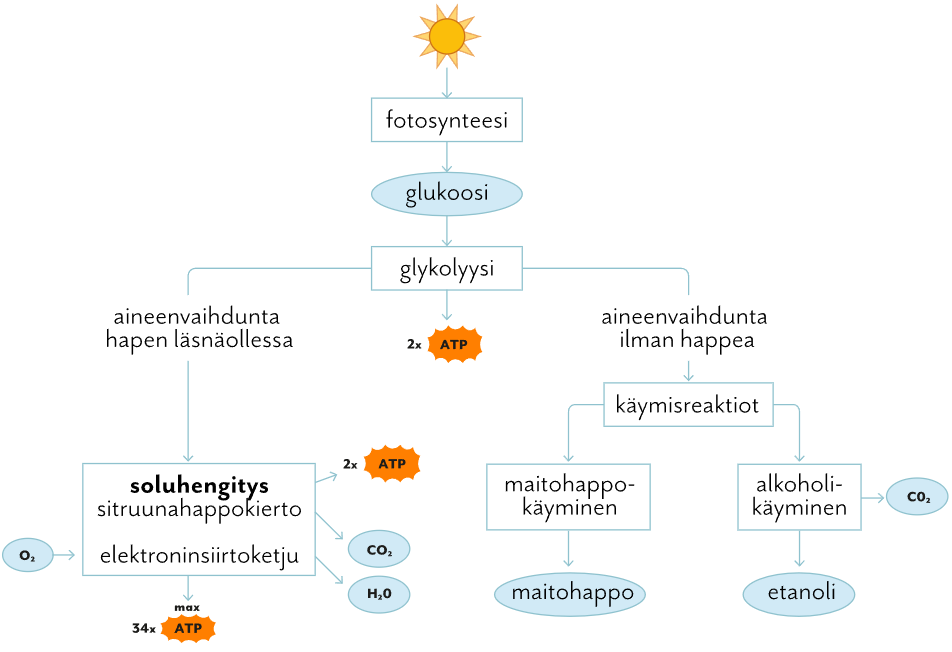 fotosynteesi
glukoosi
glykolyysi
2x ATP
aineenvaihdunta
hapen läsnäollessa
aineenvaihdunta
ilman happea
käymisreaktiot
soluhengitys
sitruunahappokierto
elektroninsiirtoketju
O₂
2x ATP
CO₂
H₂0
max
34x ATP
maitohappo-
käyminen
maitohappo
alkoholi-
käyminen
C0₂
etanoli